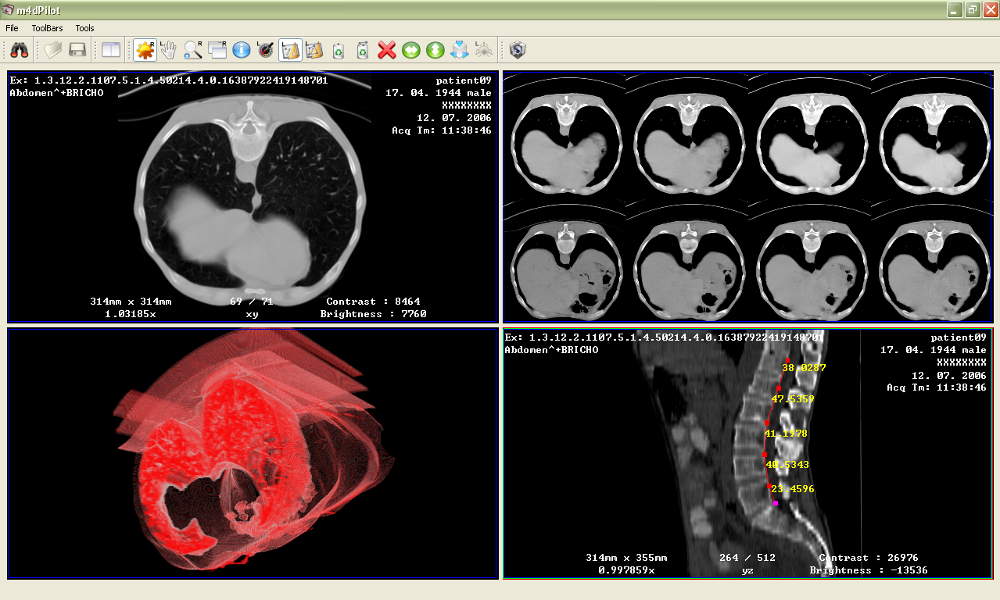 m4dPilot
File ToolBars Tools
Ex: 1.3.12.2.1107.5.1.4.50214.4.0.16387922419148701 patient09
Abdomen^+BRICHO 17. 04. 1944 male
XXXXXXXX
12. 07. 2006
Acq Tm: 11:38:46
314mm x 314mm 69 / 71 Contrast : 8464
1.03185x xy Brightness : 7760
Ex: 1.3.12.2.1107.5.1.4.50214.4.0.16387922419148701 patient09
Abdomen^+BRICHO 17. 04. 1944 male
XXXXXXXX
12. 07. 2006
Acq Tm: 11:38:46
38.0287
47.5359
41.1978
40.5343
23.4596
314mm x 355mm 264 / 512 Contrast : 26976
0.997859x yz Brightness : -13536